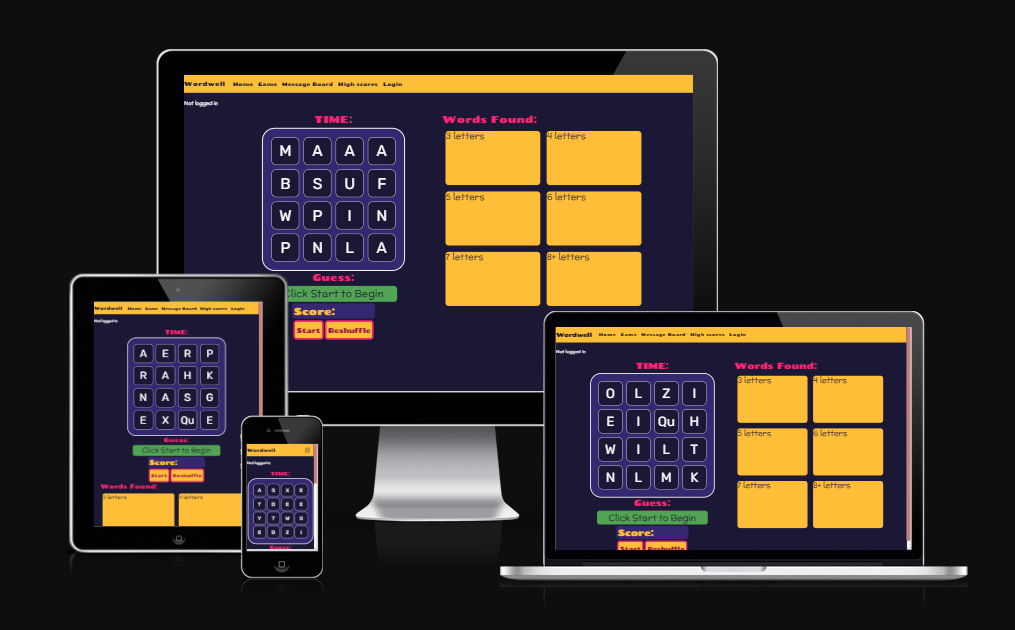 Wordwell Home Game Message Board High scores Login
Not logged in
TIME:
M A A A
B S U F
W P I N
P N L A
Guess:
Click Start to Begin
Score:
Start Reshuffle
Words Found:
3 letters 4 letters
5 letters 6 letters
7 letters 8+ letters
Wordwell Home Game Message Board High scores Login
Not logged in
TIME:
A E R P
R A H K
N A S G
E X Qu E
Guess:
Click Start to Begin
Score:
Start Reshuffle
Words Found:
3 letters 4 letters
Wordwell
Not logged in
TIME:
A S X E
T O E E
V T W O
E D Z I
Guess:
Wordwell Home Game Message Board High scores Login
Not logged in
TIME:
O L Z I
E I Qu H
W I L T
N L M K
Guess:
Click Start to Begin
Score:
Start Reshuffle
Words Found:
3 letters 4 letters
5 letters 6 letters
7 letters 8+ letters